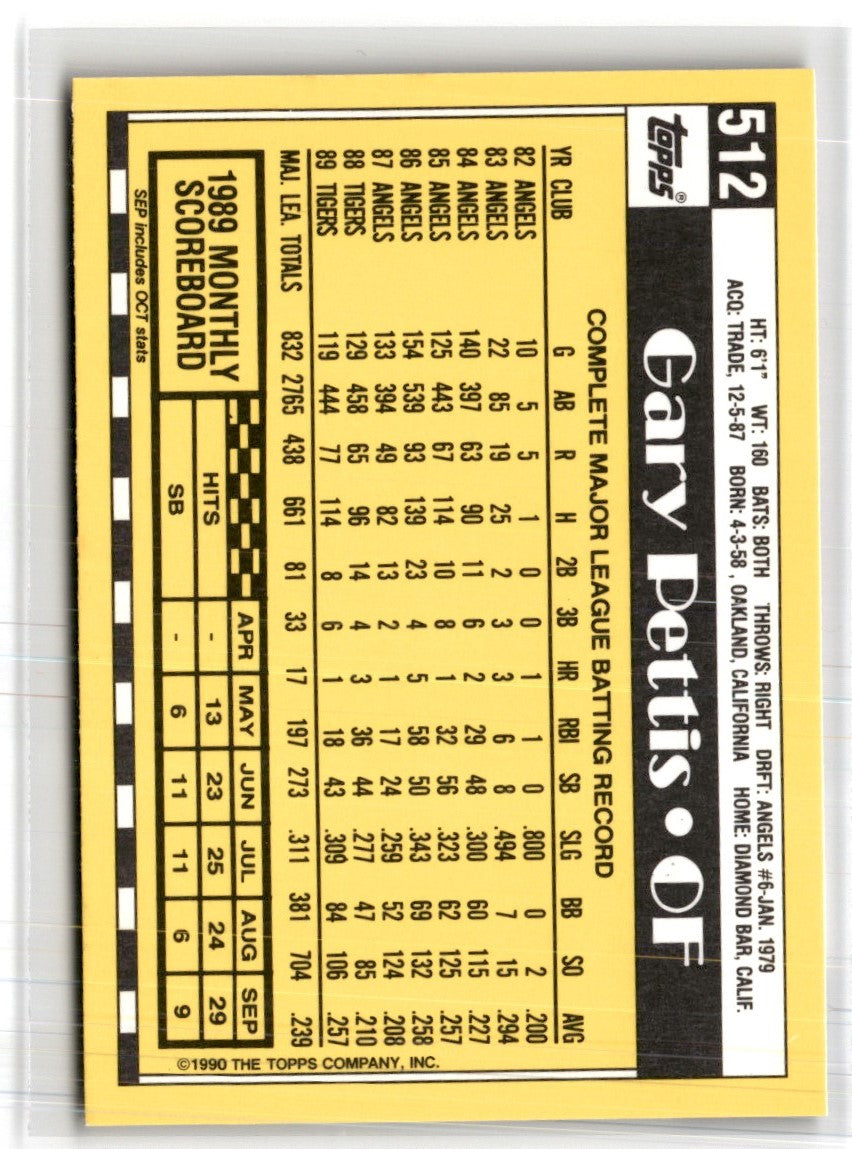 512
HT: 6'1" WT: 160 BATS: BOTH THROWS: RIGHT DRFT: ANGELS #6-JAN. 1979
ACQ: TRADE, 12-5-87 BORN: 4-3-58 , OAKLAND, CALIFORNIA HOME: DIAMOND BAR, CALIF.
topps®
Gary Pettis • OF
COMPLETE MAJOR LEAGUE BATTING RECORD
YR CLUB G AB R H 2B 3B HR RBI SB SLG BB SO AVG
82 ANGELS 10 5 5 1 0 0 1 1 0 .800 0 2 .200
83 ANGELS 22 85 19 25 2 3 3 6 8 .494 7 15 .294
84 ANGELS 140 397 63 90 11 6 2 29 48 .300 60 115 .227
85 ANGELS 125 443 67 114 10 8 1 32 56 .323 62 125 .257
86 ANGELS 154 539 93 139 23 4 5 58 50 .343 69 132 .258
87 ANGELS 133 394 49 82 13 2 1 17 24 .259 52 124 .208
88 TIGERS 129 458 65 96 14 4 3 36 44 .277 47 85 .210
89 TIGERS 119 444 77 114 8 6 1 18 43 .309 84 106 .257
MAJ. LEA. TOTALS 832 2765 438 661 81 33 17 197 273 .311 381 704 .239
1989 MONTHLY
SCOREBOARD
APR MAY JUN JUL AUG SEP
HITS - 13 23 25 24 29
SB - 6 11 11 6 9
SEP includes OCT stats
©1990 THE TOPPS COMPANY, INC.